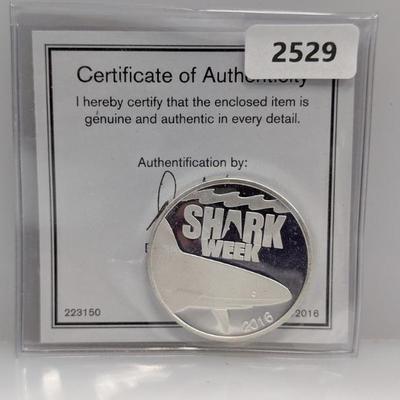 2529
Certificate of Authenticity
I hereby certify that the enclosed item is
genuine and authentic in every detail.
Authentification by:
SHARK
WEEK
2016
223150
2016